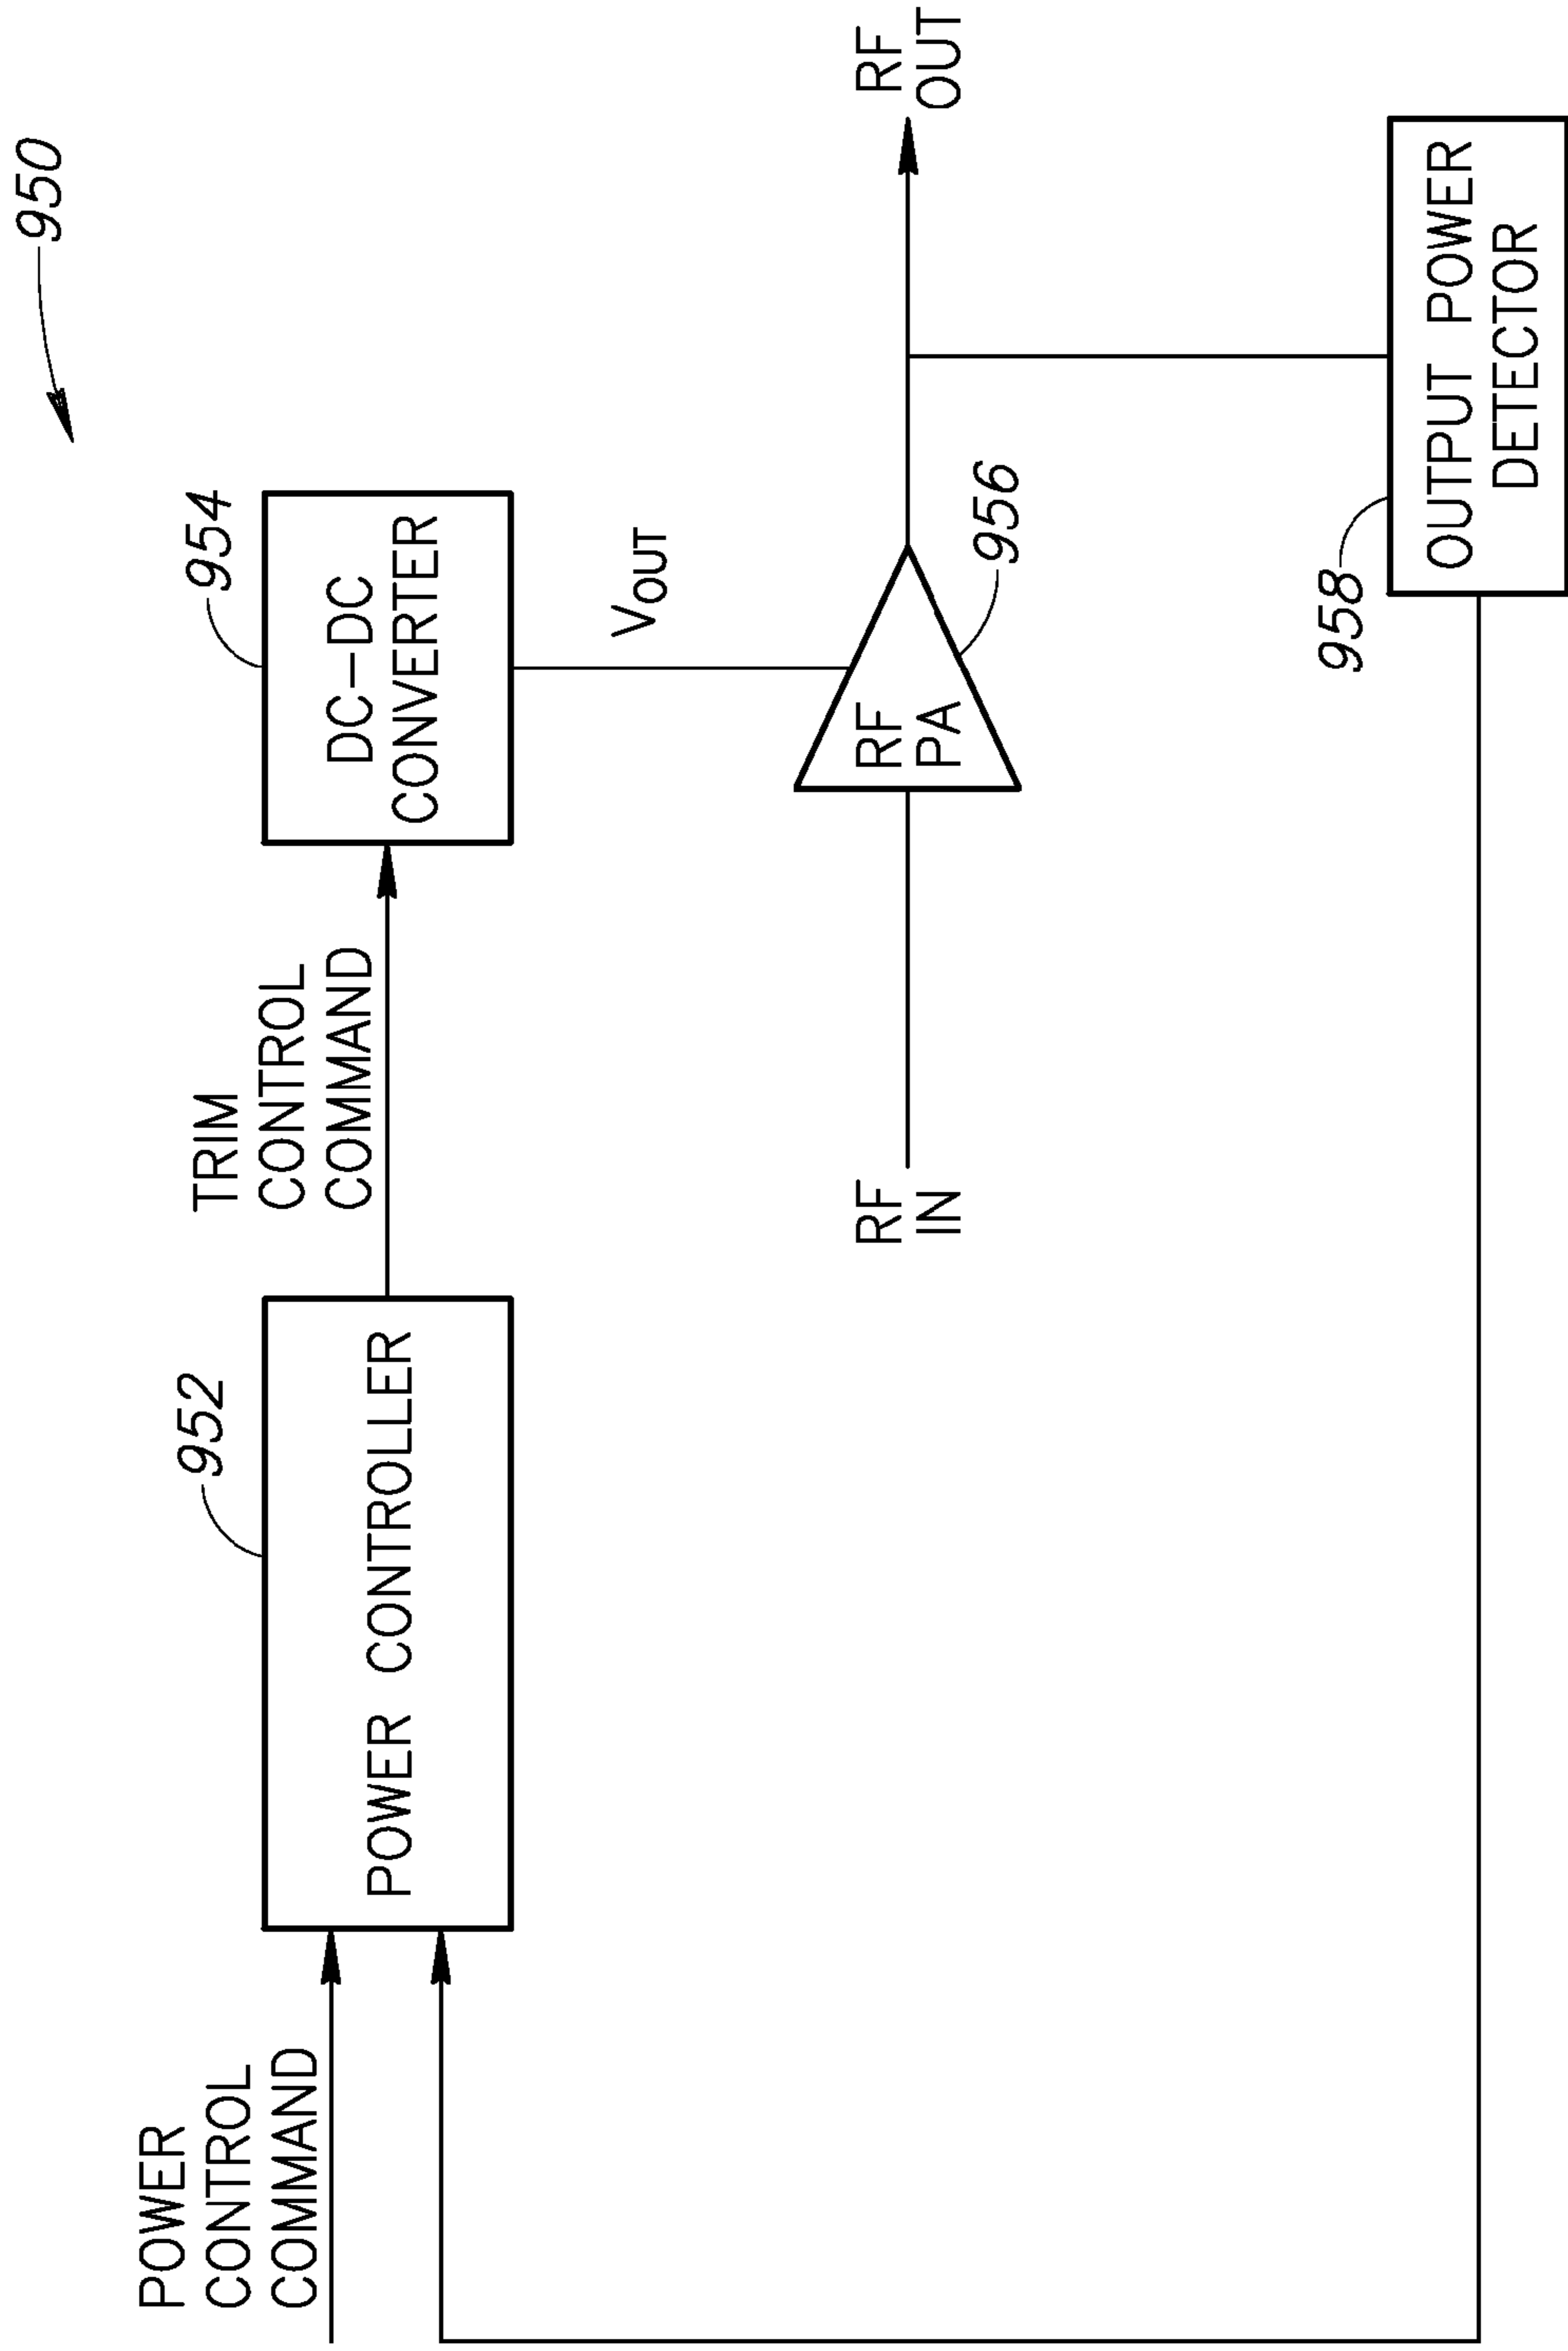 950
POWER
CONTROL
COMMAND
952
POWER CONTROLLER
TRIM
CONTROL
COMMAND
954
DC-DC
CONVERTER
VOUT
RF
IN
RF
PA
956
RF
OUT
958
OUTPUT POWER
DETECTOR